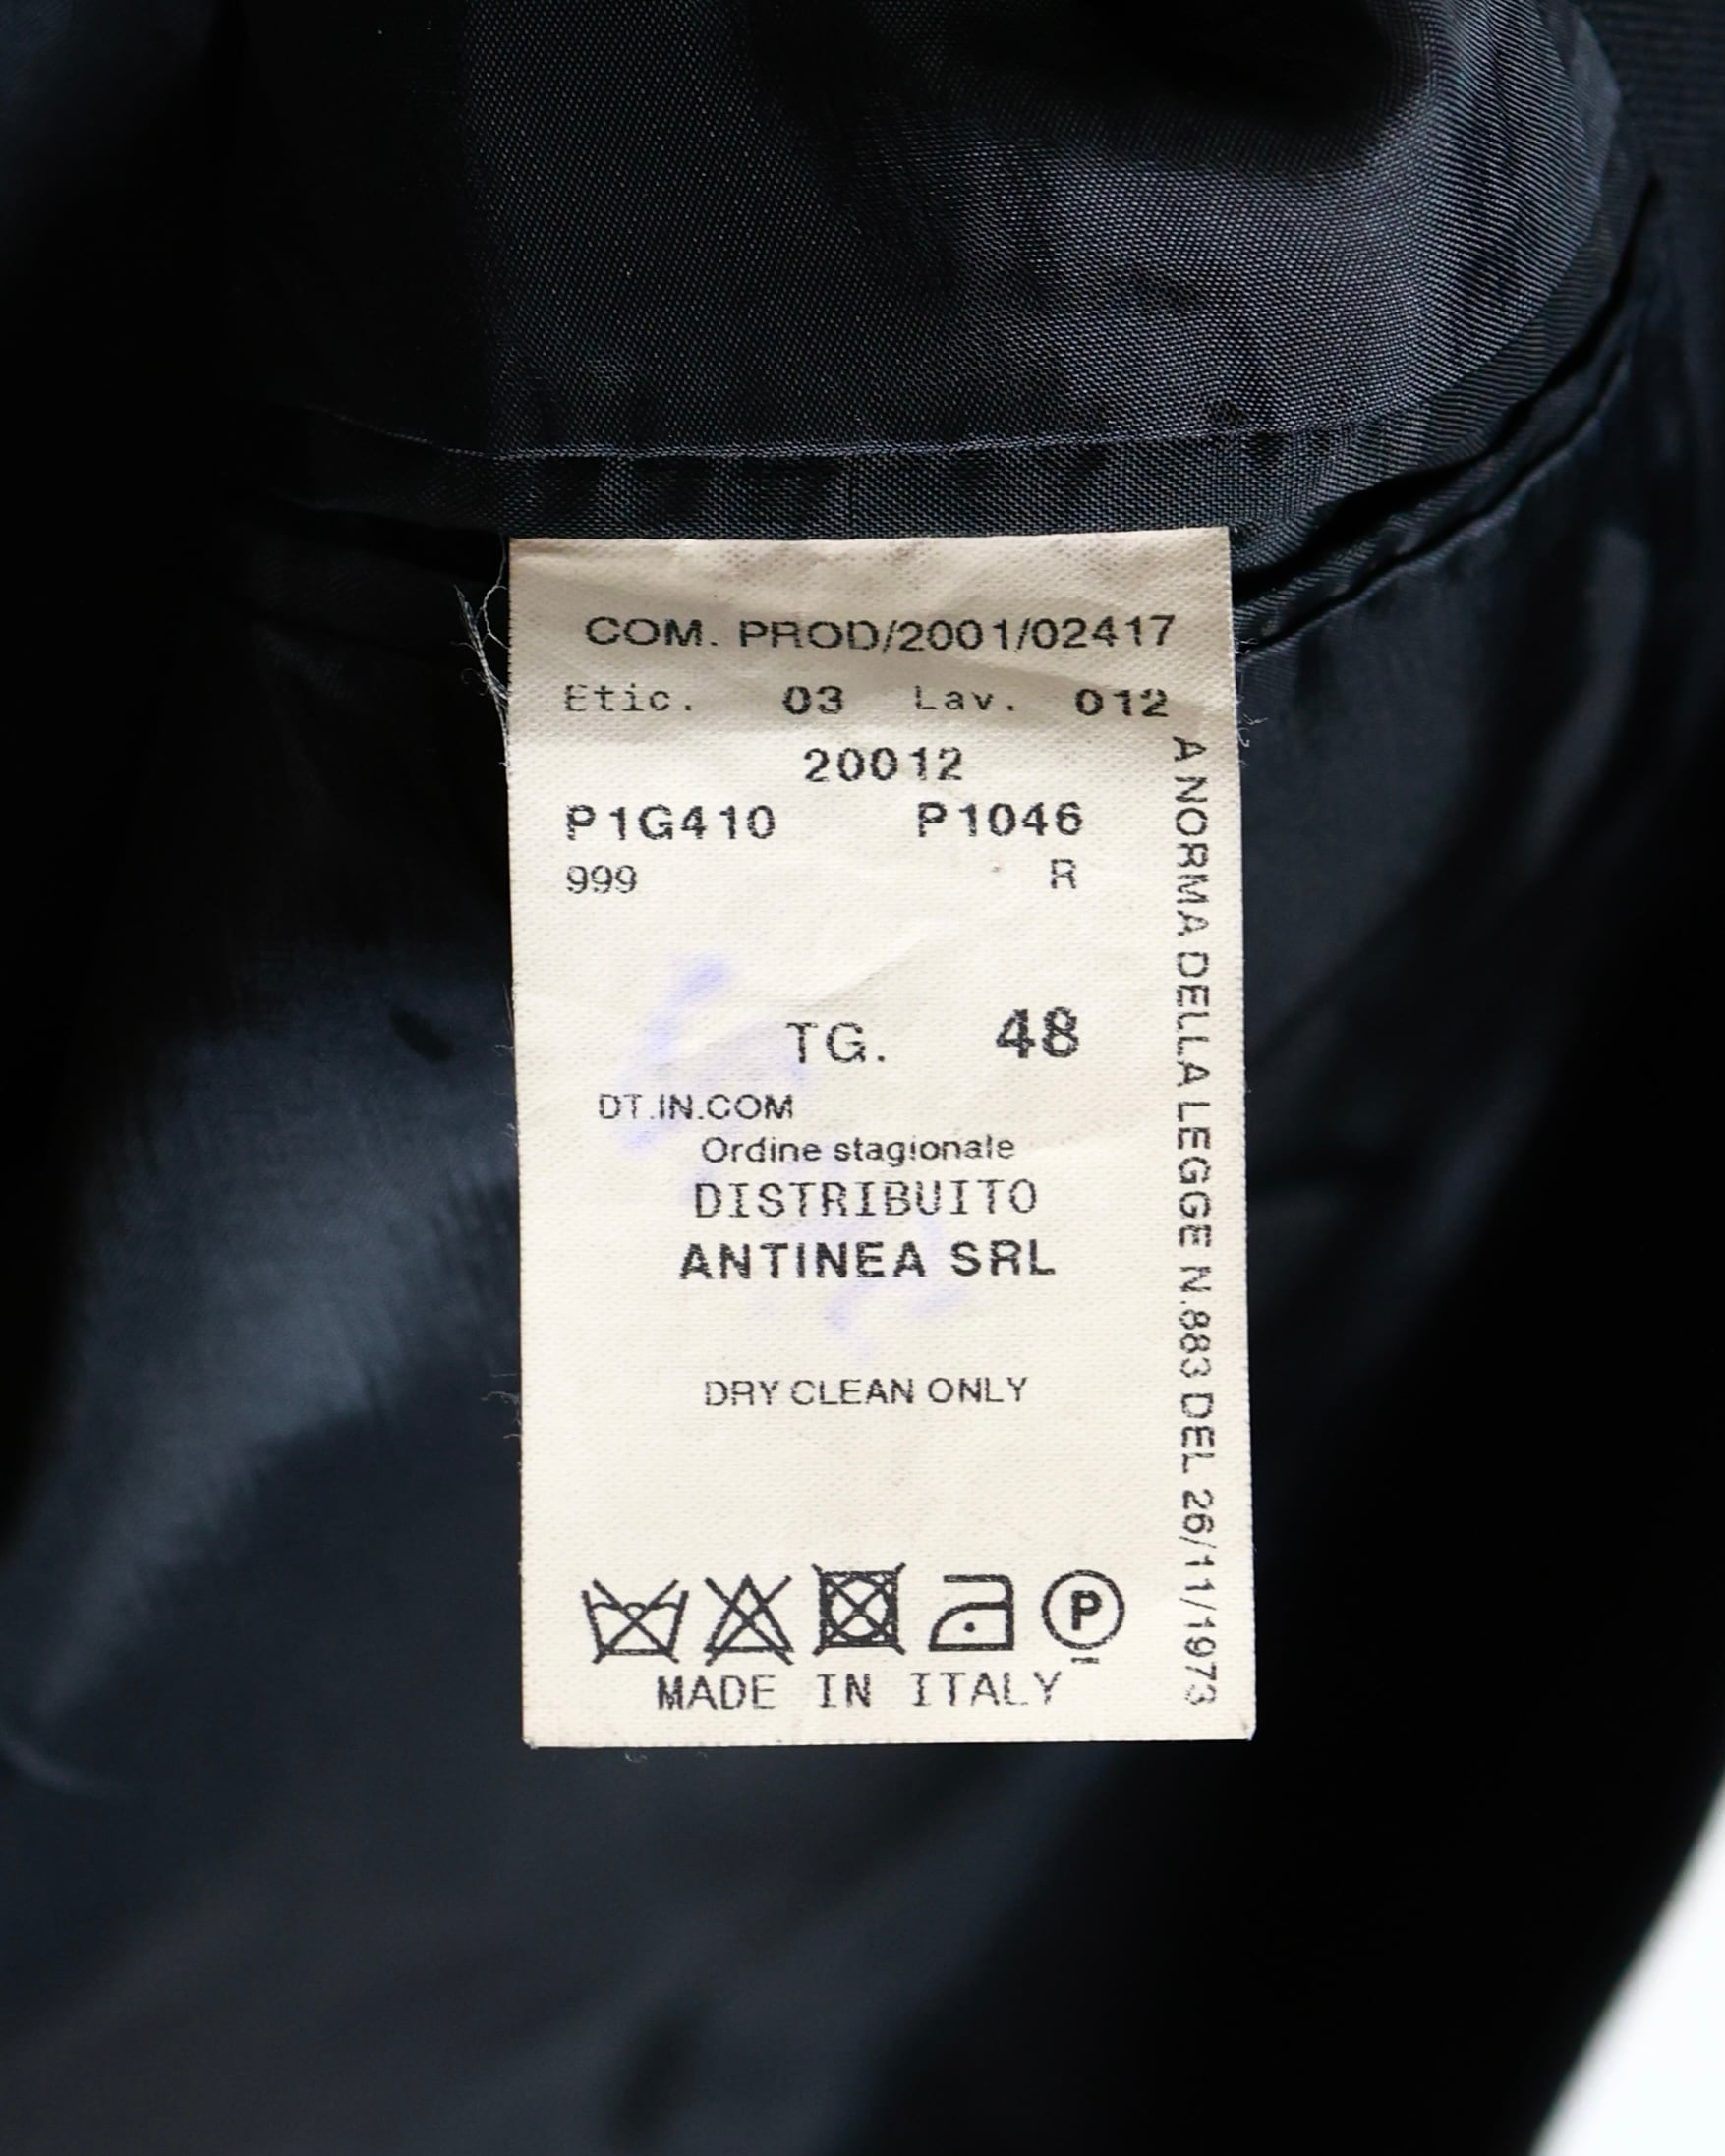 COM. PROD/2001/02417
Etic. 03 Lav. 012
20012
P1G410 P1046
999 R
TG. 48
DT.IN.COM
Ordine stagionale
DISTRIBUITO
ANTINEA SRL
DRY CLEAN ONLY
P
MADE IN ITALY
A NORMA DELLA LEGGE N.883 DEL 26/11/1973